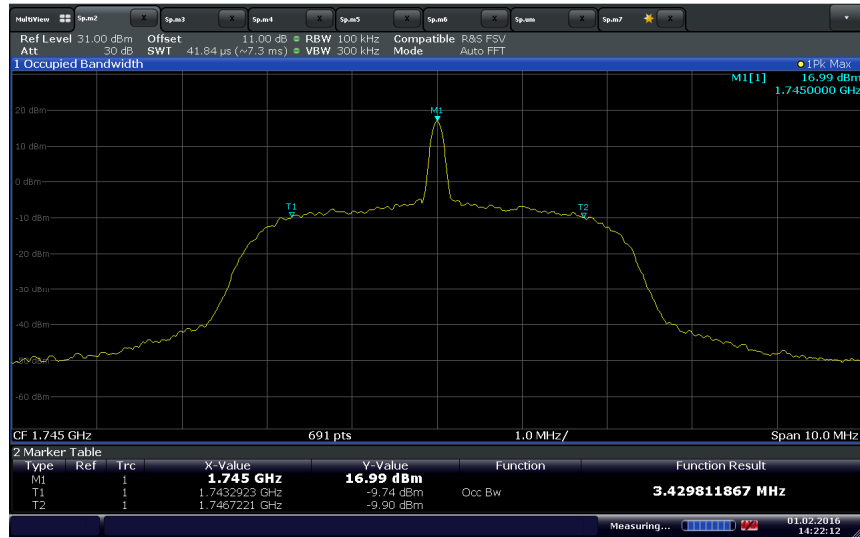 MultiView Sp.m2 X Sp.m3 X Sp.m4 X Sp.m5 X Sp.m6 X Sp.um X Sp.m7 X
Ref Level 31.00 dBm Offset 11.00 dB RBW 100 kHz Compatible R&S FSV
Att 30 dB SWT 41.84 µs (~7.3 ms) VBW 300 kHz Mode Auto FFT
1 Occupied Bandwidth 1Pk Max
M1[1] 16.99 dBm
1.7450000 GHz
20 dBm
M1
10 dBm
0 dBm
T1 T2
-10 dBm
-20 dBm
-30 dBm
-40 dBm
-50 dBm
-60 dBm
CF 1.745 GHz 691 pts 1.0 MHz/ Span 10.0 MHz
2 Marker Table
Type Ref Trc X-Value Y-Value Function Function Result
M1 1 1.745 GHz 16.99 dBm
T1 1 1.7432923 GHz -9.74 dBm Occ Bw 3.429811867 MHz
T2 1 1.7467221 GHz -9.90 dBm
Measuring... 01.02.2016
14:22:12